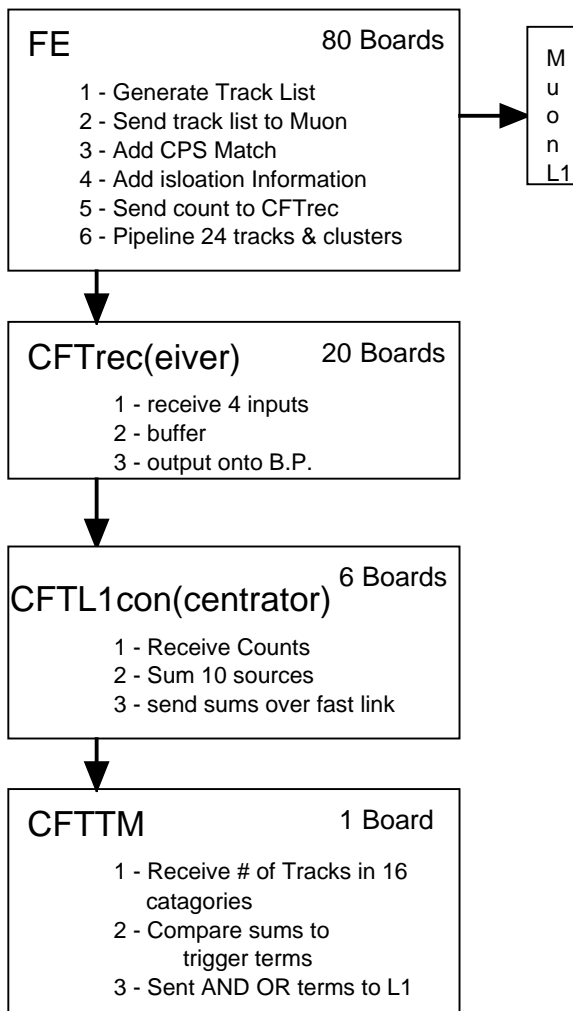 FE 80 Boards
1 - Generate Track List
2 - Send track list to Muon
3 - Add CPS Match
4 - Add isloation Information
5 - Send count to CFTrec
6 - Pipeline 24 tracks & clusters
M
u
o
n
L1
CFTrec(eiver) 20 Boards
1 - receive 4 inputs
2 - buffer
3 - output onto B.P.
CFTL1con(centrator) 6 Boards
1 - Receive Counts
2 - Sum 10 sources
3 - send sums over fast link
CFTTM 1 Board
1 - Receive # of Tracks in 16
catagories
2 - Compare sums to
trigger terms
3 - Sent AND OR terms to L1